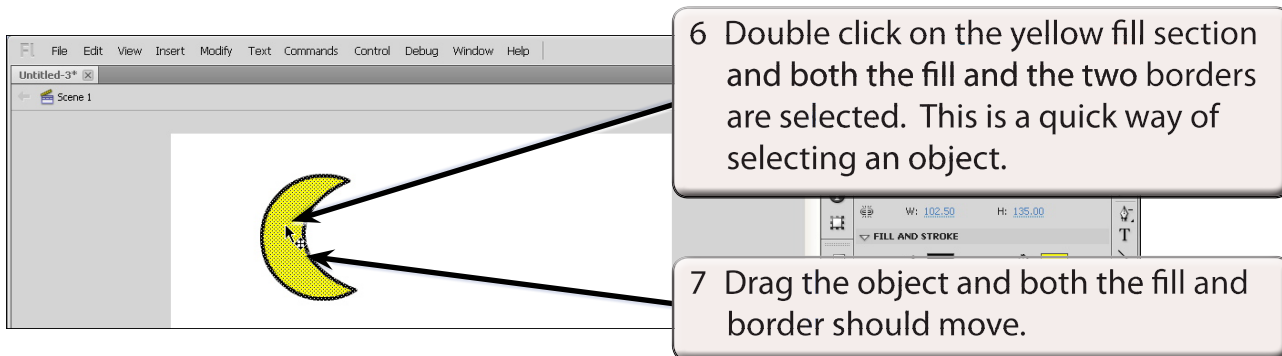 Fl File Edit View Insert Modify Text Commands Control Debug Window Help
Untitled-3*
Scene 1
6 Double click on the yellow fill section
and both the fill and the two borders
are selected. This is a quick way of
selecting an object.
W: 102.50 H: 135.00
T
FILL AND STROKE
7 Drag the object and both the fill and
border should move.